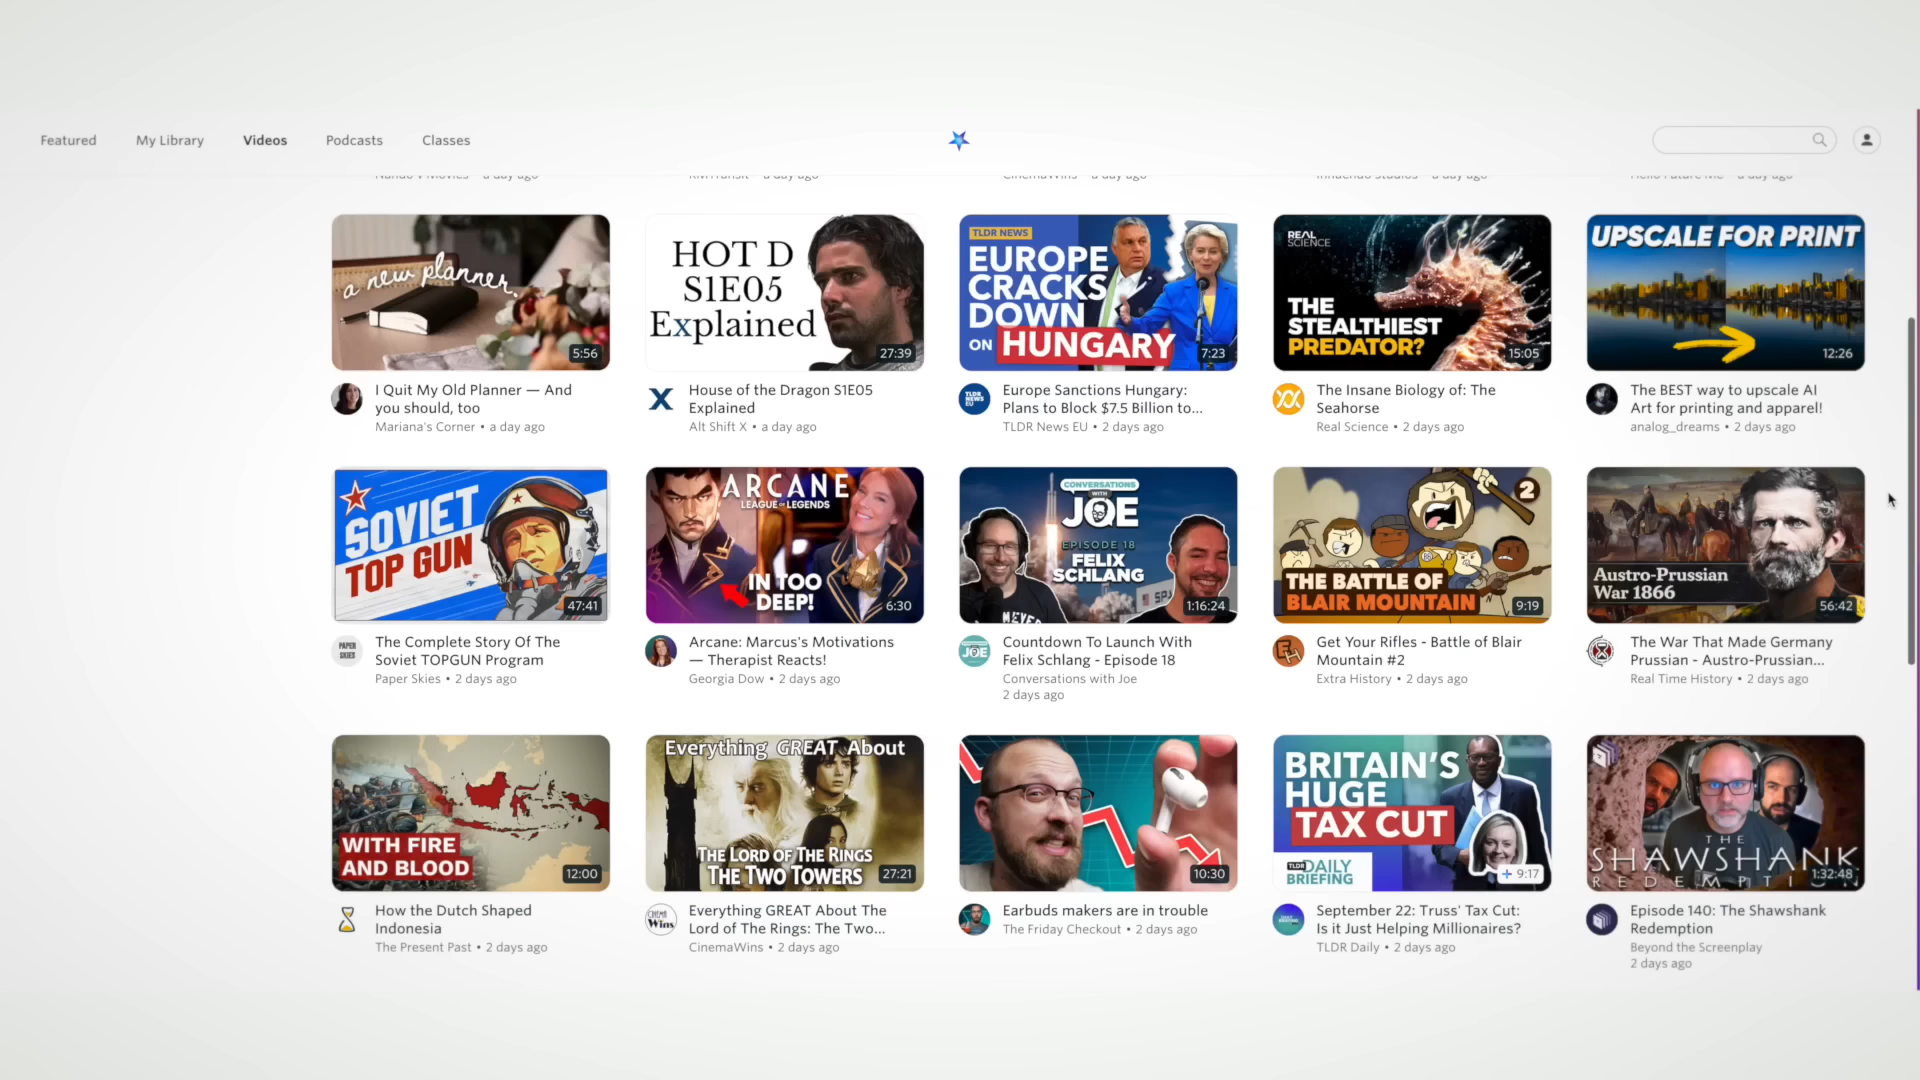 Featured
My Library
Videos
Podcasts
Classes
a new planner.
5:56
HOT D
S1E05
Explained
27:39
TLDR NEWS
EUROPE
CRACKS
DOWN
ON HUNGARY
7:23
REAL
SCIENCE
THE
STEALTHIEST
PREDATOR?
15:05
UPSCALE FOR PRINT
12:26
I Quit My Old Planner — And
you should, too
Mariana's Corner • a day ago
X
House of the Dragon S1E05
Explained
Alt Shift X • a day ago
TLDR
NEWS
EU
Europe Sanctions Hungary:
Plans to Block $7.5 Billion to...
TLDR News EU • 2 days ago
The Insane Biology of: The
Seahorse
Real Science • 2 days ago
The BEST way to upscale AI
Art for printing and apparel!
analog_dreams • 2 days ago
SOVIET
TOP GUN
47:41
ARCANE
LEAGUE OF LEGENDS
IN TOO
DEEP!
6:30
CONVERSATIONS
WITH
JOE
EPISODE 18
FELIX
SCHLANG
1:16:24
2
THE BATTLE OF
BLAIR MOUNTAIN
9:19
Austro-Prussian
War 1866
56:42
PAPER
SKIES
The Complete Story Of The
Soviet TOPGUN Program
Paper Skies • 2 days ago
Arcane: Marcus's Motivations
— Therapist Reacts!
Georgia Dow • 2 days ago
JOE
Countdown To Launch With
Felix Schlang - Episode 18
Conversations with Joe
2 days ago
Get Your Rifles - Battle of Blair
Mountain #2
Extra History • 2 days ago
The War That Made Germany
Prussian - Austro-Prussian...
Real Time History • 2 days ago
WITH FIRE
AND BLOOD
12:00
Everything GREAT About
THE LORD OF THE RINGS
THE TWO TOWERS
27:21
10:30
BRITAIN'S
HUGE
TAX CUT
TLDR DAILY
BRIEFING
+ 9:17
THE
SHAWSHANK
REDEMPTION
1:32:48
How the Dutch Shaped
Indonesia
The Present Past • 2 days ago
CINEMA
Wins
Everything GREAT About The
Lord of The Rings: The Two...
CinemaWins • 2 days ago
Earbuds makers are in trouble
The Friday Checkout • 2 days ago
September 22: Truss' Tax Cut:
Is it Just Helping Millionaires?
TLDR Daily • 2 days ago
Episode 140: The Shawshank
Redemption
Beyond the Screenplay
2 days ago